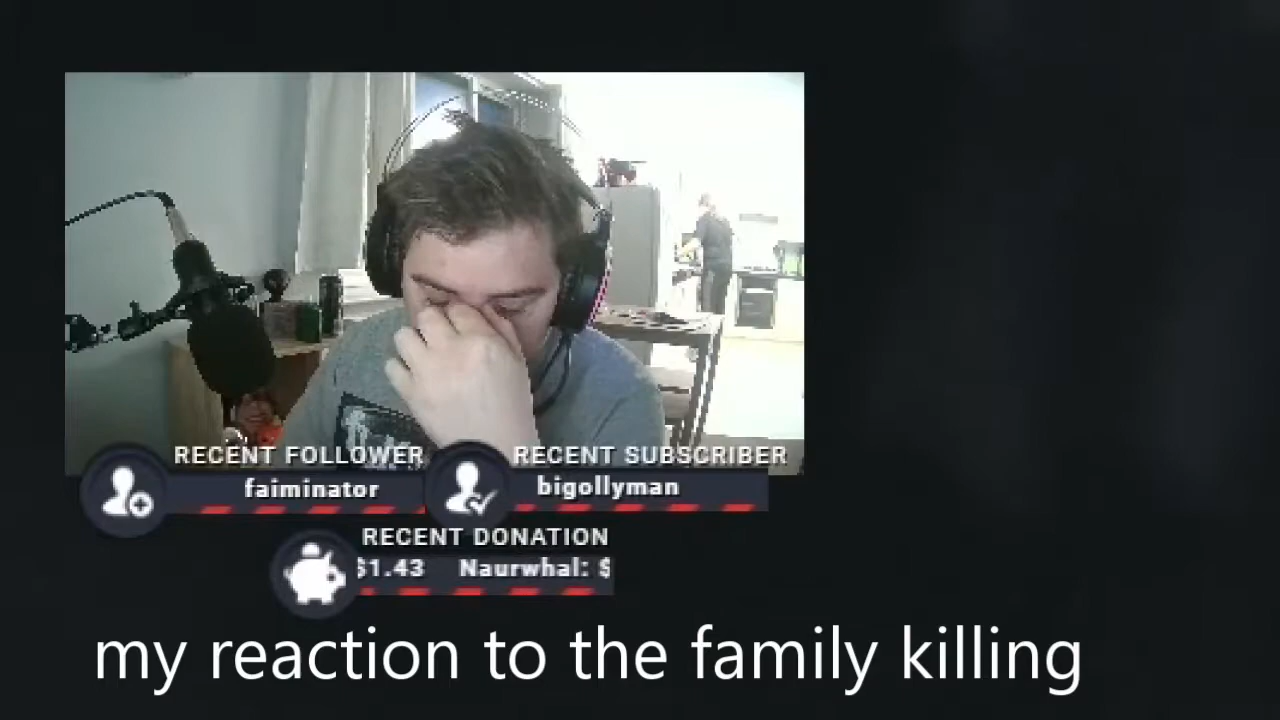 RECENT FOLLOWER
faiminator
RECENT SUBSCRIBER
bigollyman
RECENT DONATION
$1.43 Naurwhal: $
my reaction to the family killing